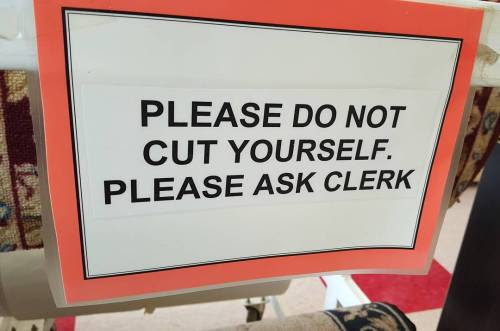 PLEASE DO NOT
CUT YOURSELF.
PLEASE ASK CLERK